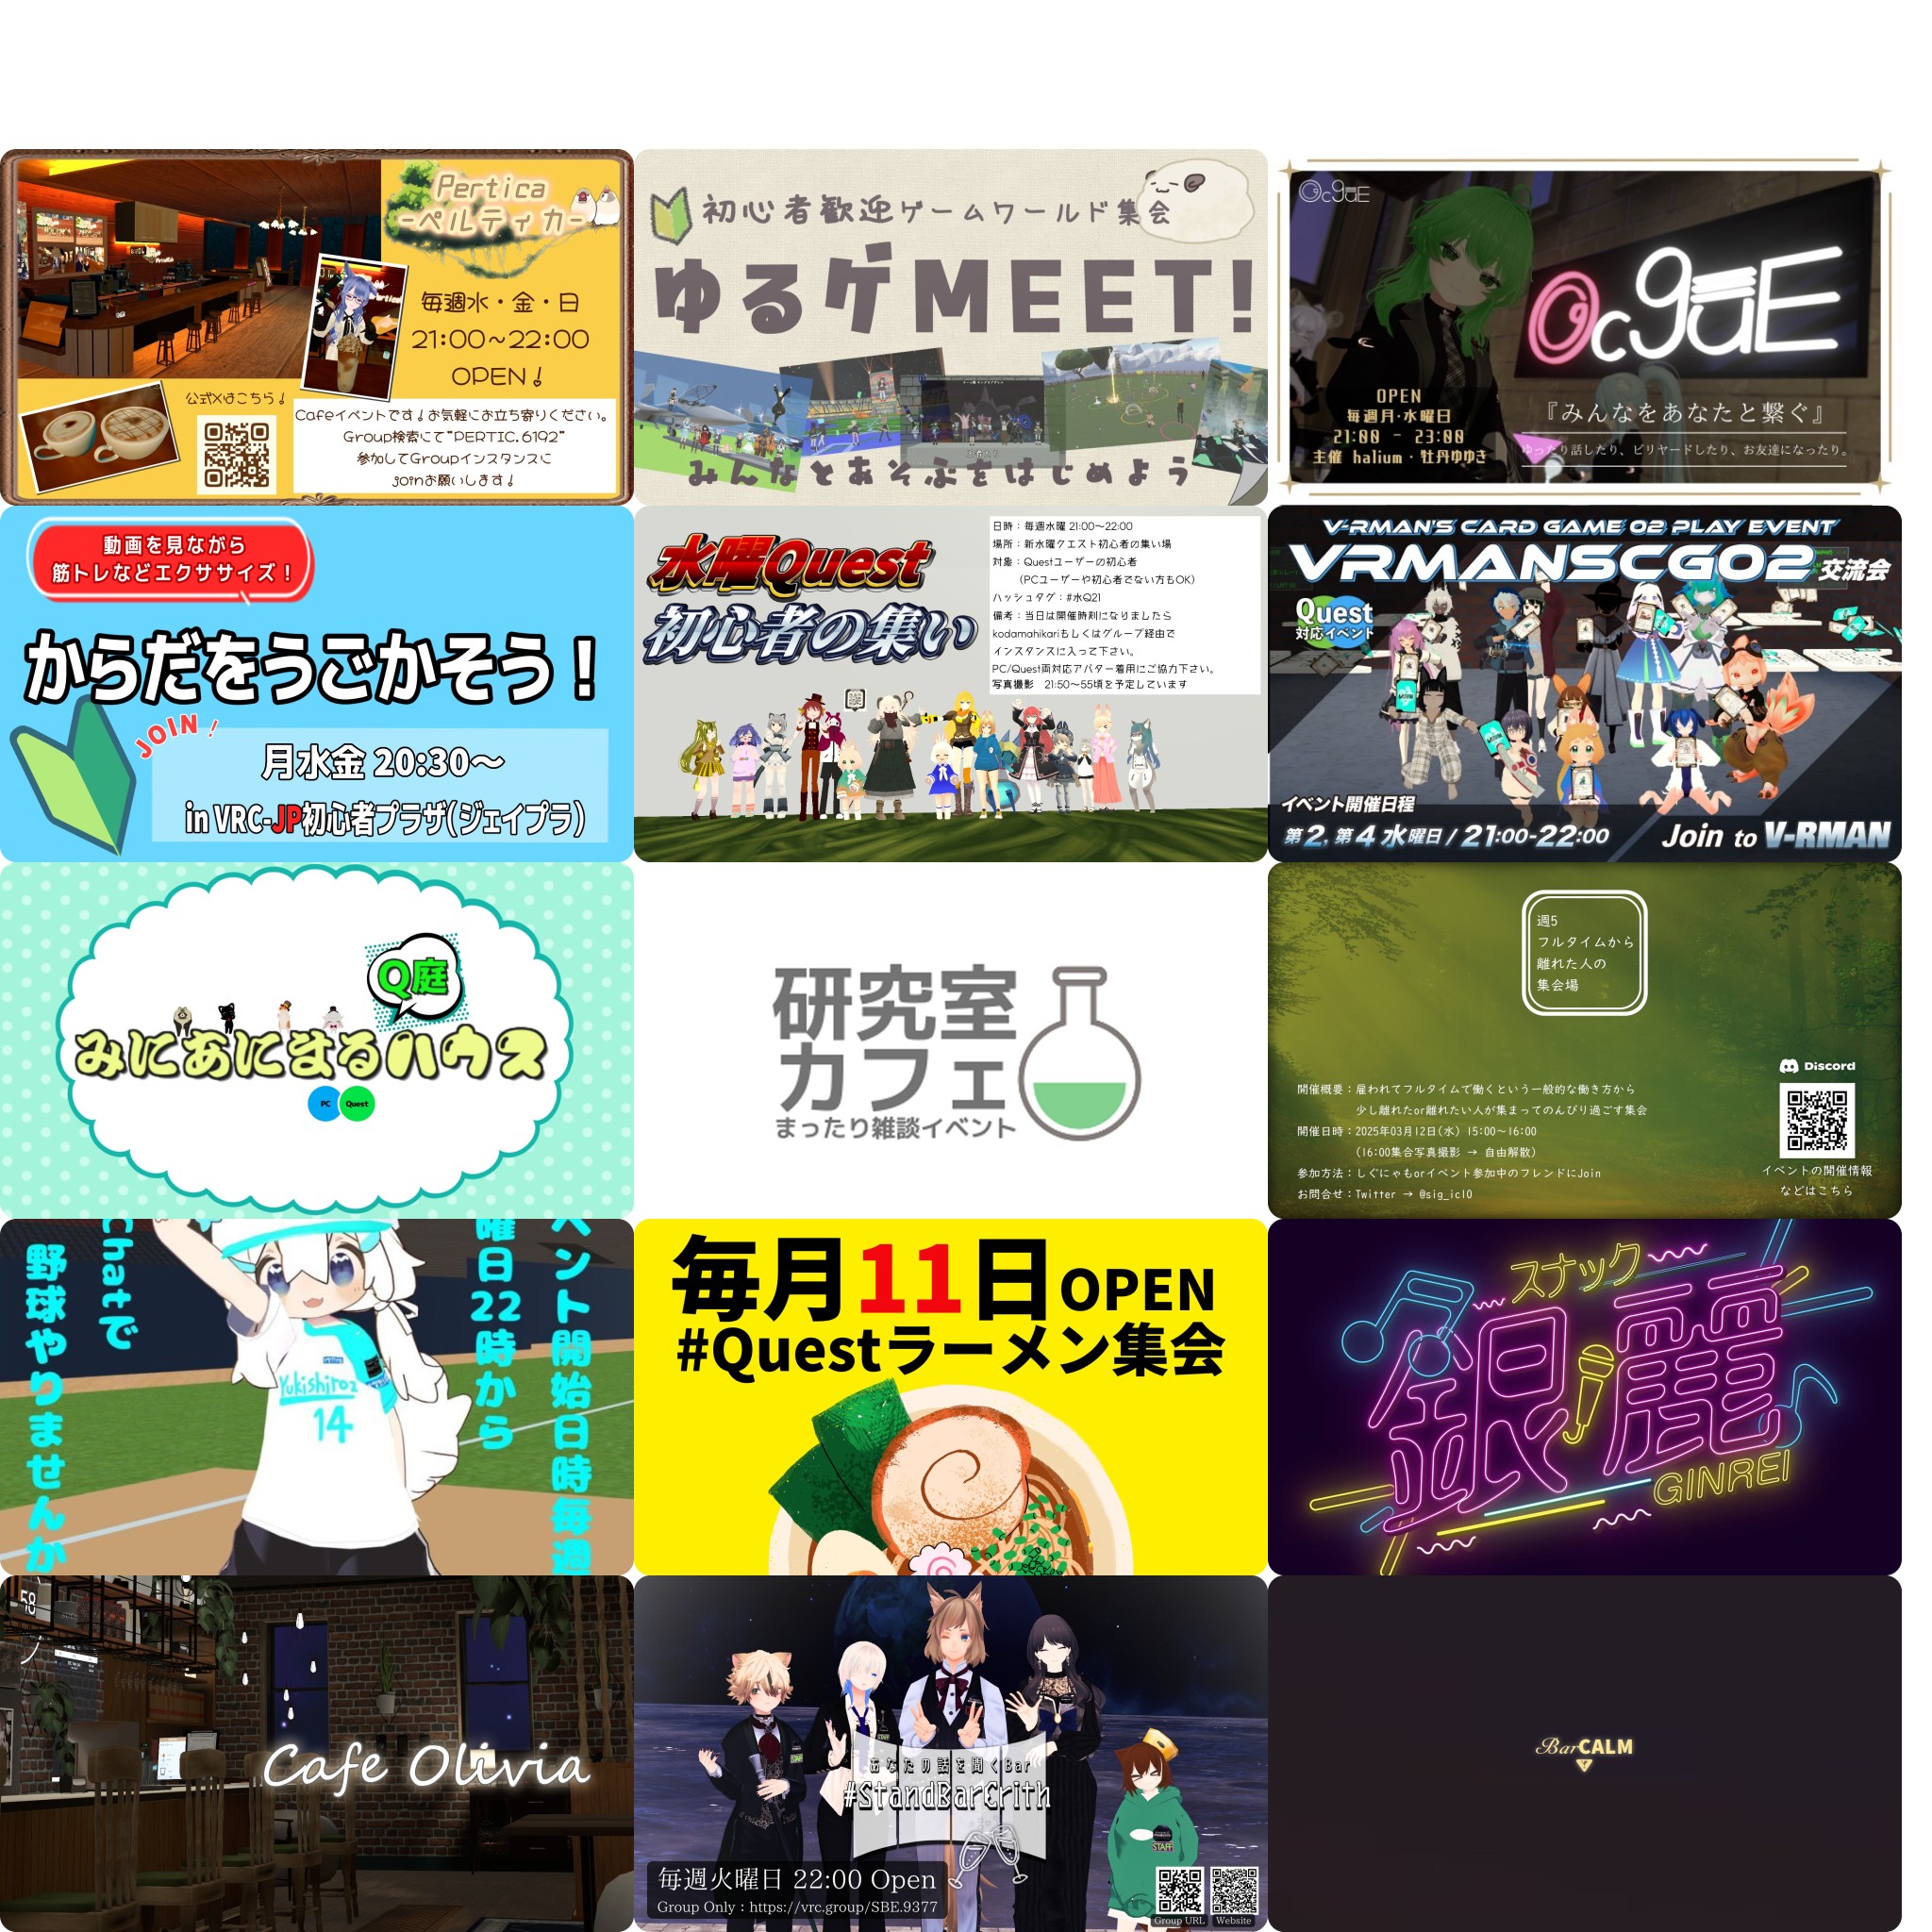 Pertica
-ペルティカ-
毎週水・金・日
21:00~22:00
OPEN!
公式Xはこちら!
Cafeイベントです!お気軽にお立ち寄りください。
Group検索にて"PERTIC.6192"
参加してGroupインスタンスに
joinお願いします!
初心者歓迎ゲームワールド集会
ゆるゲMEET!
みんなとあそぶをはじめよう
OcguE
OcguE
OPEN
毎週月・水曜日
21:00 - 23:00
主催 halium・牡丹ゆゆき
『みんなをあなたと繋ぐ』
ゆったり話したり、ビリヤードしたり、お友達になったり。
動画を見ながら
筋トレなどエクササイズ!
からだをうごかそう!
JOIN!
月水金 20:30~
in VRC-JP初心者プラザ(ジェイプラ)
水曜Quest
初心者の集い
日時:毎週水曜 21:00~22:00
場所:新水曜クエスト初心者の集い場
対象:Questユーザーの初心者
(PCユーザーや初心者でない方もOK)
ハッシュタグ:#水Q21
備考:当日は開催時刻になりましたら
kodamahikariもしくはグループ経由で
インスタンスに入って下さい。
PC/Quest両対応アバター着用にご協力下さい。
写真撮影 21:50~55頃を予定しています
V-RMAN'S CARD GAME 02 PLAY EVENT
VRMANSCG02交流会
Quest
対応イベント
イベント開催日程
第2,第4水曜日/21:00-22:00
Join to V-RMAN
Q庭
みにあにまるハウス
PC Quest
研究室
カフェ
まったり雑談イベント
週5
フルタイムから
離れた人の
集会場
Discord
開催概要:雇われてフルタイムで働くという一般的な働き方から
少し離れたor離れたい人が集まってのんびり過ごす集会
開催日時:2025年03月12日(水) 15:00~16:00
(16:00集合写真撮影 → 自由解散)
参加方法:しぐにゃもorイベント参加中のフレンドにJoin
お問合せ:Twitter → @sig_icl0
イベントの開催情報
などはこちら
ベント開始日時毎週
曜日22時から
Yukishiro2
14
chatで
野球やりませんか
毎月11日OPEN
#Questラーメン集会
スナック
銀麗
GINREI
58
Cafe Olivia
あなたの話を聞くBar
#StandBarCrith
STAFF
毎週火曜日 22:00 Open
Group Only : https://vrc.group/SBE.9377
Group URL
Website
BarCALM